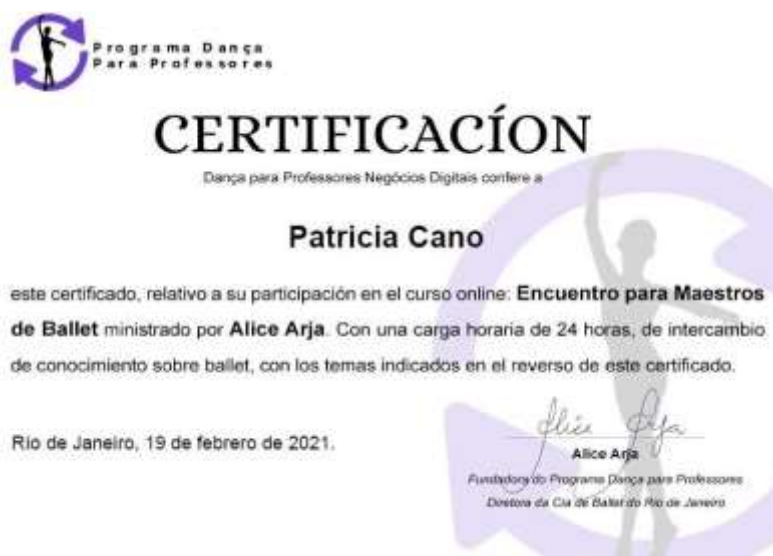 Programa Dança
Para Professores
CERTIFICACÍON
Dança para Professores Negócios Digitais confere a
Patricia Cano
este certificado, relativo a su participación en el curso online: Encuentro para Maestros
de Ballet ministrado por Alice Arja. Con una carga horaria de 24 horas, de intercambio
de conocimiento sobre ballet, con los temas indicados en el reverso de este certificado.
Rio de Janeiro, 19 de febrero de 2021.
Alice Arja
Alice Arja
Fundadora do Programa Dança para Professores
Diretora da Cia de Ballet do Rio de Janeiro